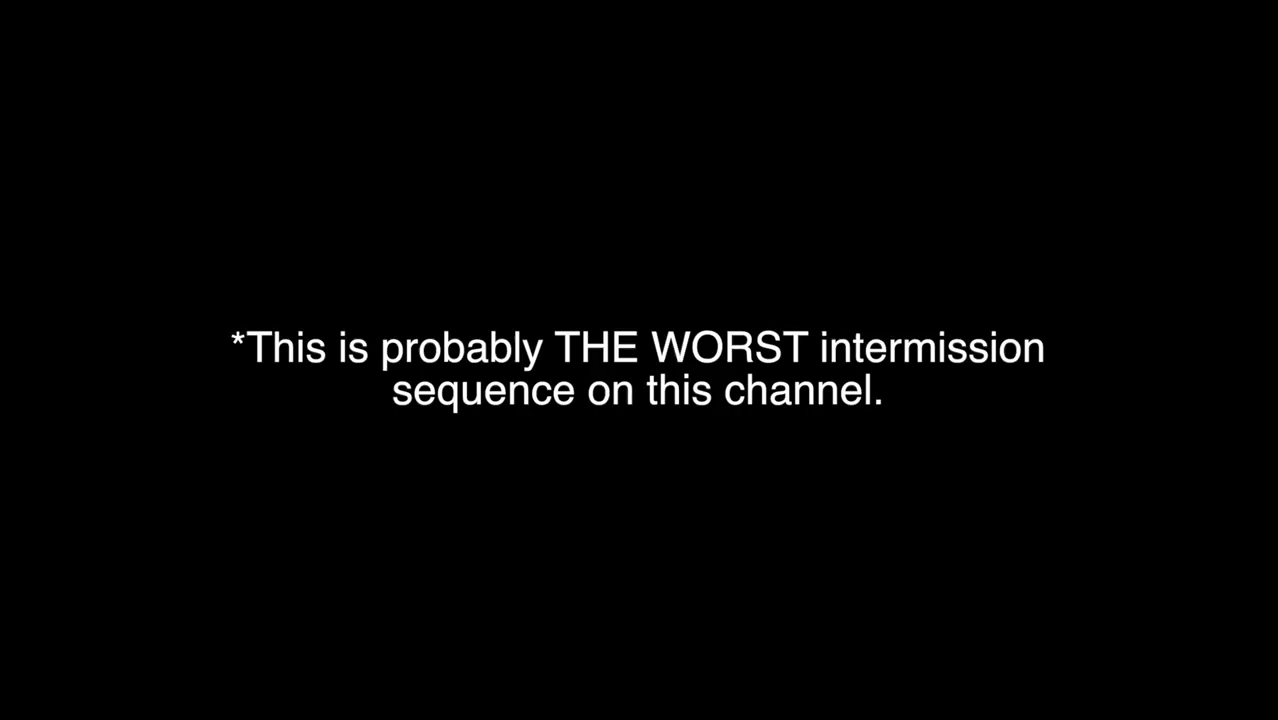 *This is probably THE WORST intermission
sequence on this channel.